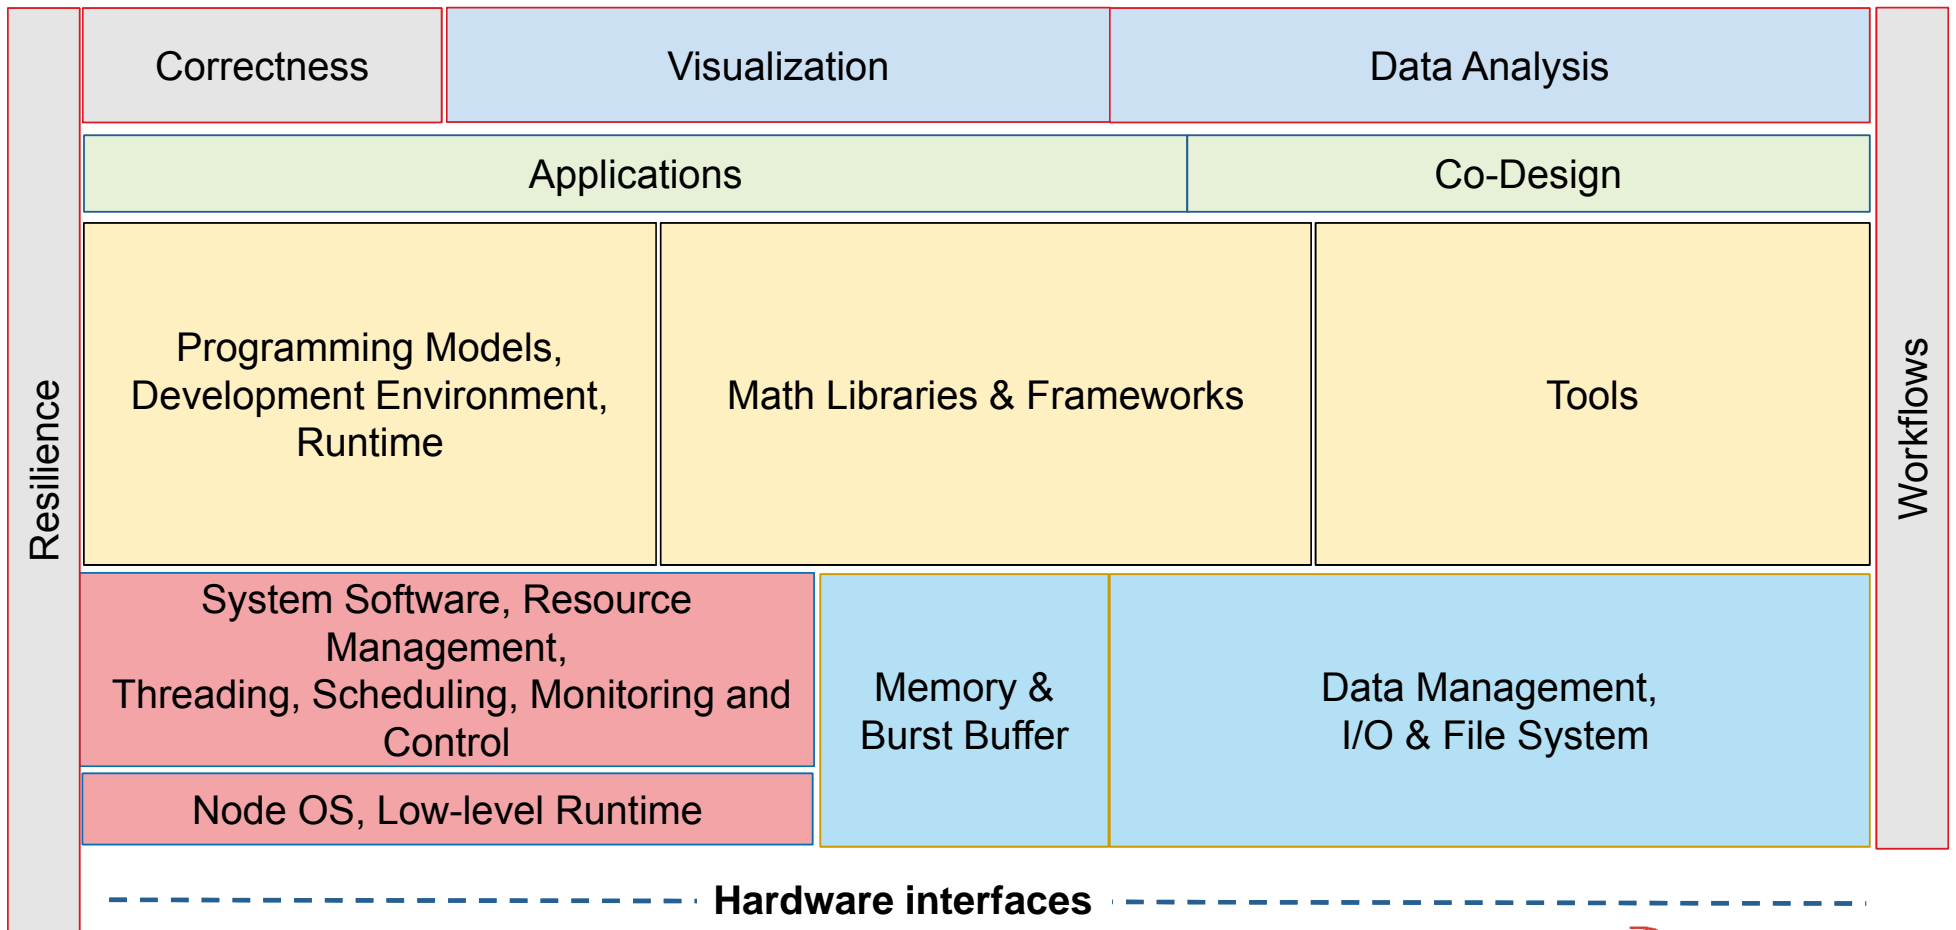 Correctness
Visualization
Data Analysis
Applications
Co-Design
Programming Models,
Development Environment,
Runtime
Math Libraries & Frameworks
Tools
Resilience
Workflows
System Software, Resource
Management,
Threading, Scheduling, Monitoring and
Control
Memory &
Burst Buffer
Data Management,
I/O & File System
Node OS, Low-level Runtime
Hardware interfaces